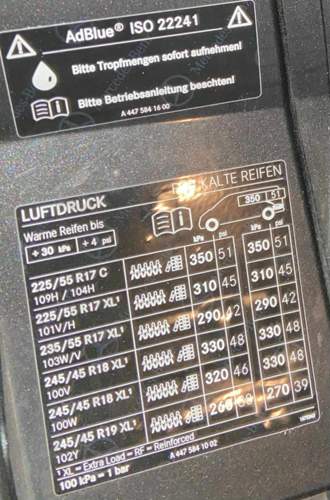 AdBlue® ISO 22241
Bitte Tropfmengen sofort aufnehmen!
Bitte Betriebsanleitung beachten!
A 447 584 16 00
LUFTDRUCK KALTE REIFEN
Warme Reifen bis
+ 30 kPa + 4 psi
350 51
kPa psi kPa psi
225/55 R17 C
109H / 104H
350 51 350 51
225/55 R17 XL¹
101V/H
310 45 310 45
235/55 R17 XL¹
103W/V
290 42 290 42
245/45 R18 XL¹
100V
330 48 330 48
245/45 R18 XL¹
100W
320 46 330 48
245/45 R19 XL¹
102Y
260 270 39
¹ XL = Extra Load = RF = Reinforced
100 kPa = 1 bar
A 447 584 10 02